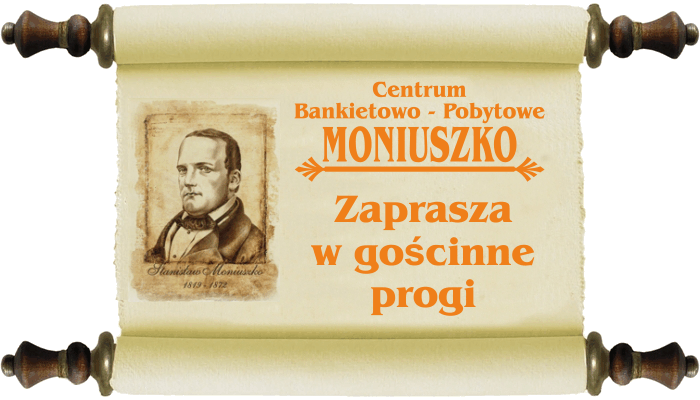 Centrum
Bankietowo - Pobytowe
MONIUSZKO
Zaprasza
w gościnne
progi
Stanisław Moniuszko
1819 - 1872